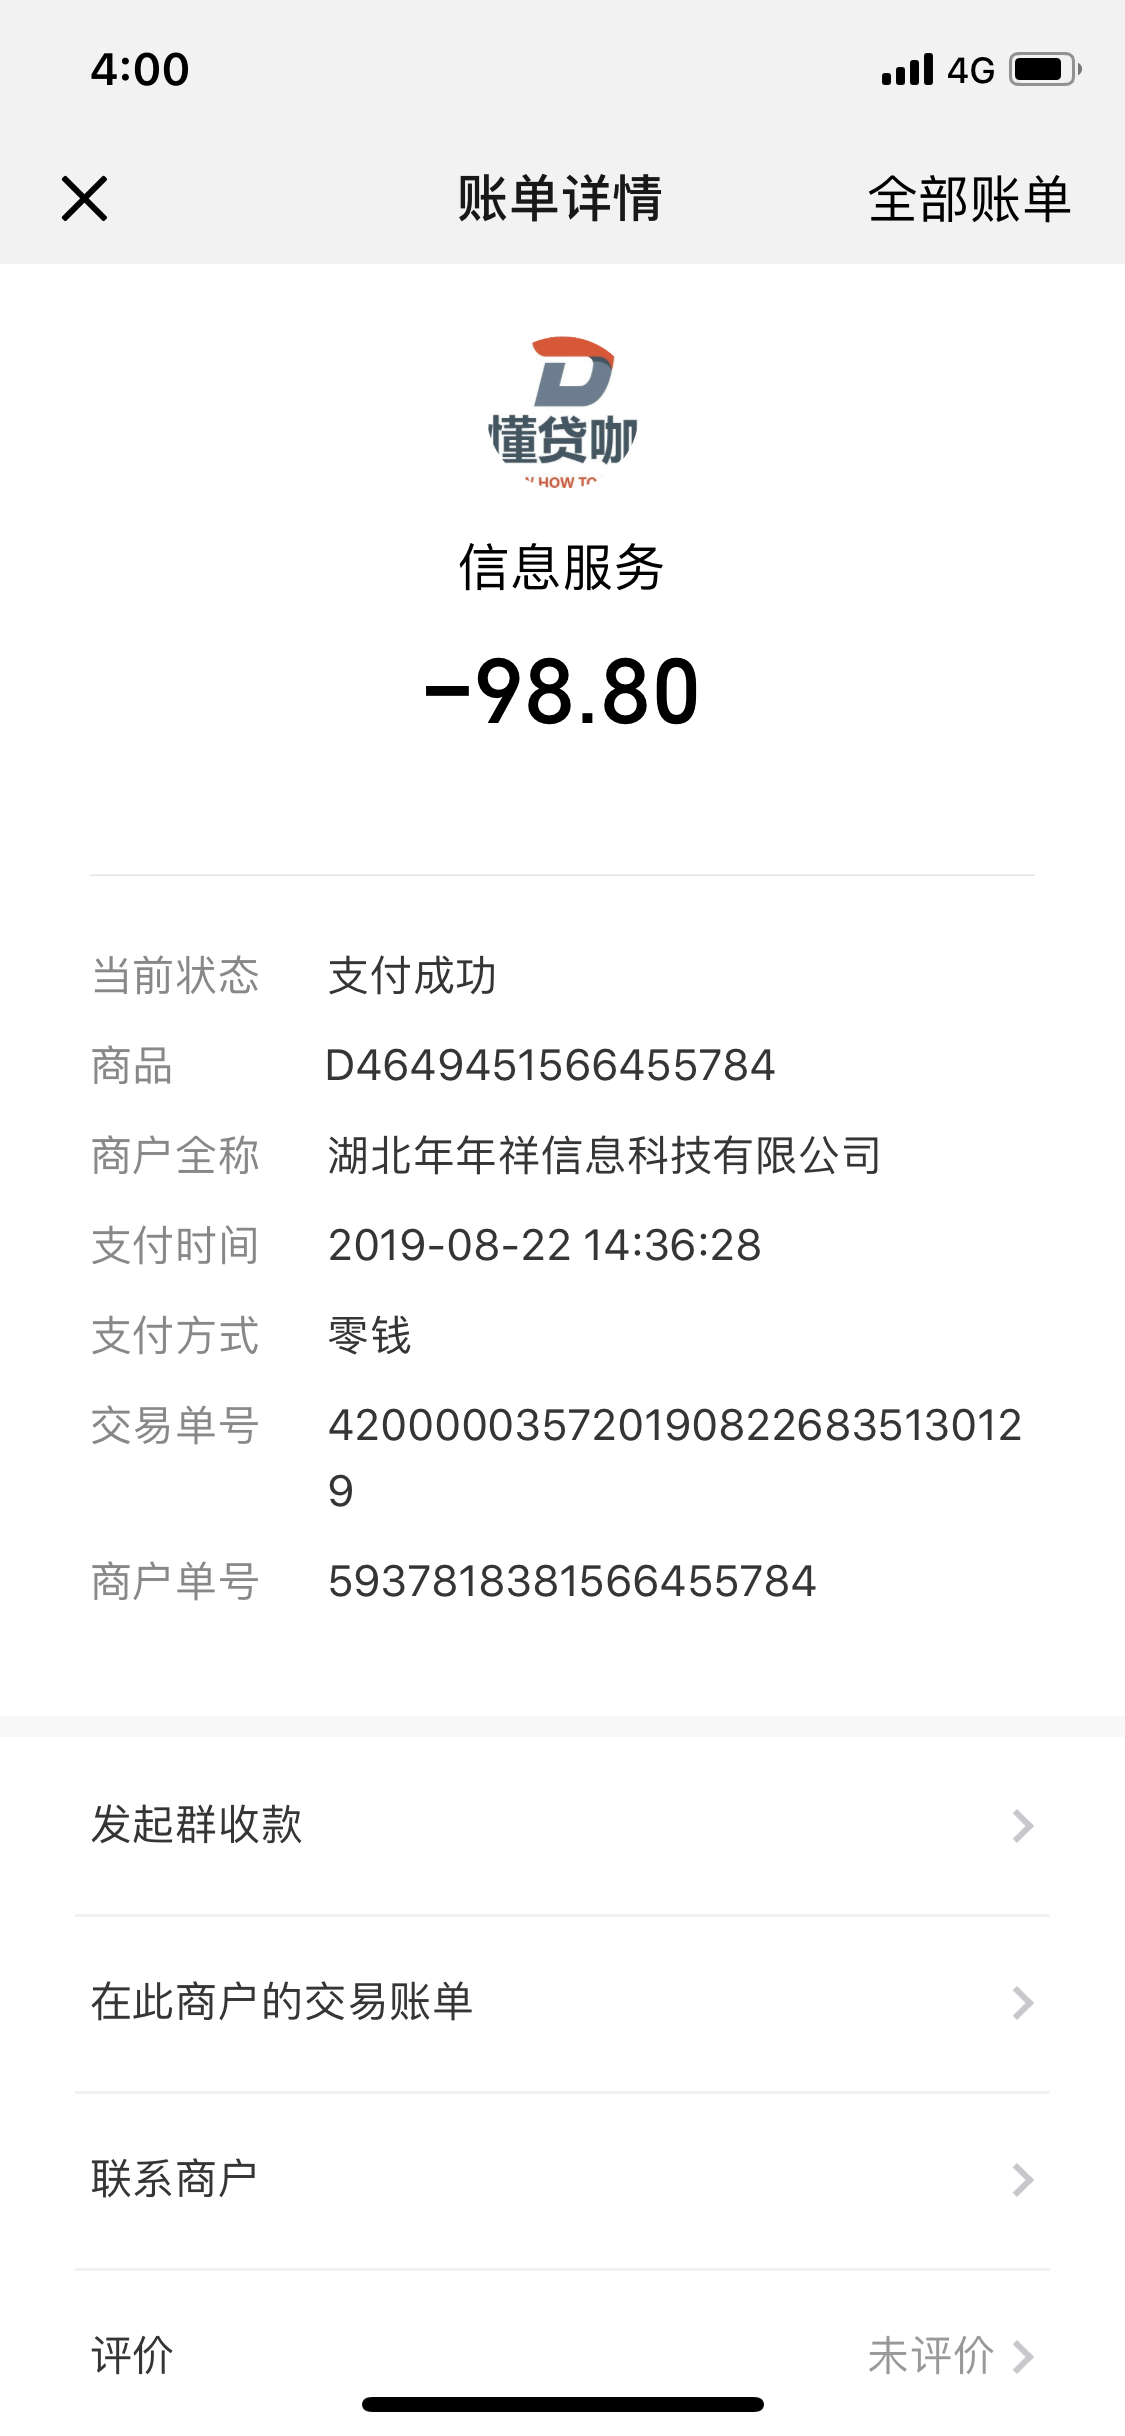 4:00
4G
账单详情
全部账单
懂贷咖
HOW TO
信息服务
-98.80
当前状态 支付成功
商品 D4649451566455784
商户全称 湖北年年祥信息科技有限公司
支付时间 2019-08-22 14:36:28
支付方式 零钱
交易单号 420000035720190822683513012
9
商户单号 5937818381566455784
发起群收款
在此商户的交易账单
联系商户
评价 未评价